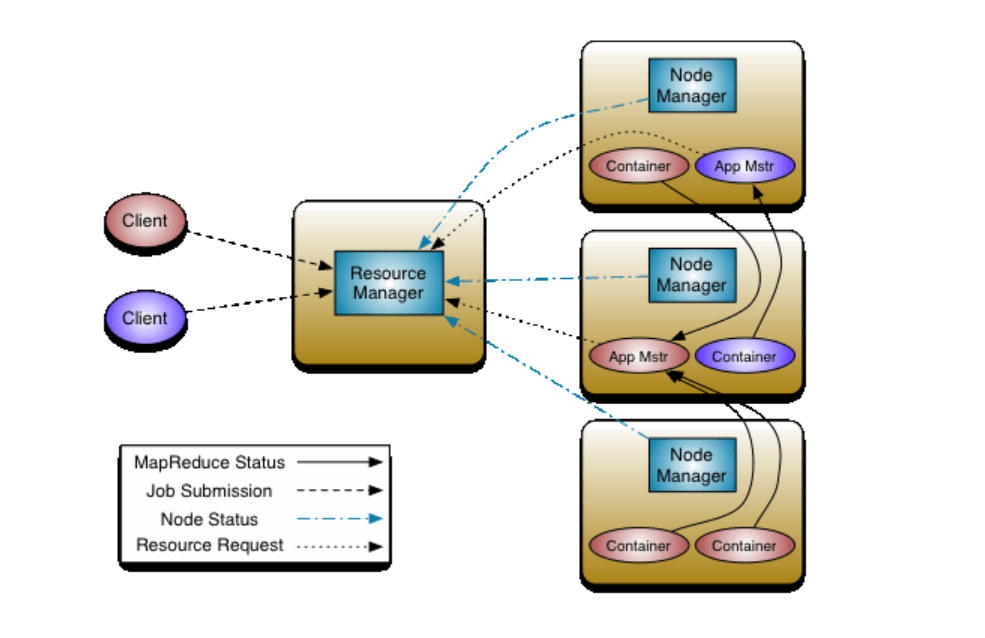 Client
Client
Resource
Manager
Node
Manager
Container
App Mstr
Node
Manager
App Mstr
Container
Node
Manager
Container
Container
MapReduce Status
Job Submission
Node Status
Resource Request